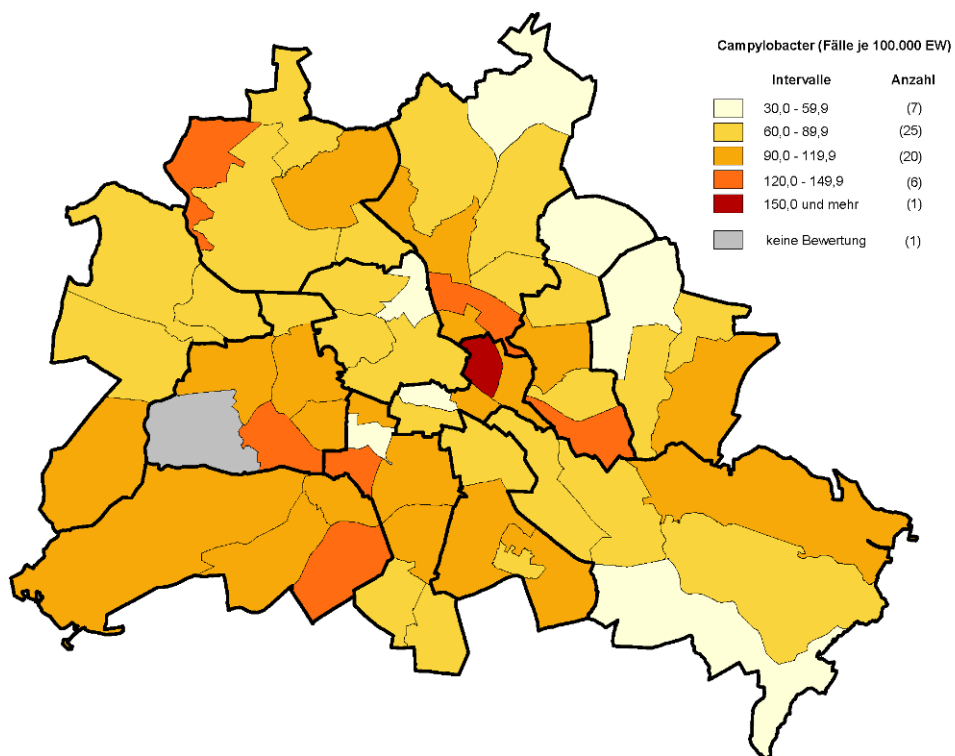 Campylobacter (Fälle je 100.000 EW)
Intervalle Anzahl
30,0 - 59,9 (7)
60,0 - 89,9 (25)
90,0 - 119,9 (20)
120,0 - 149,9 (6)
150,0 und mehr (1)
keine Bewertung (1)